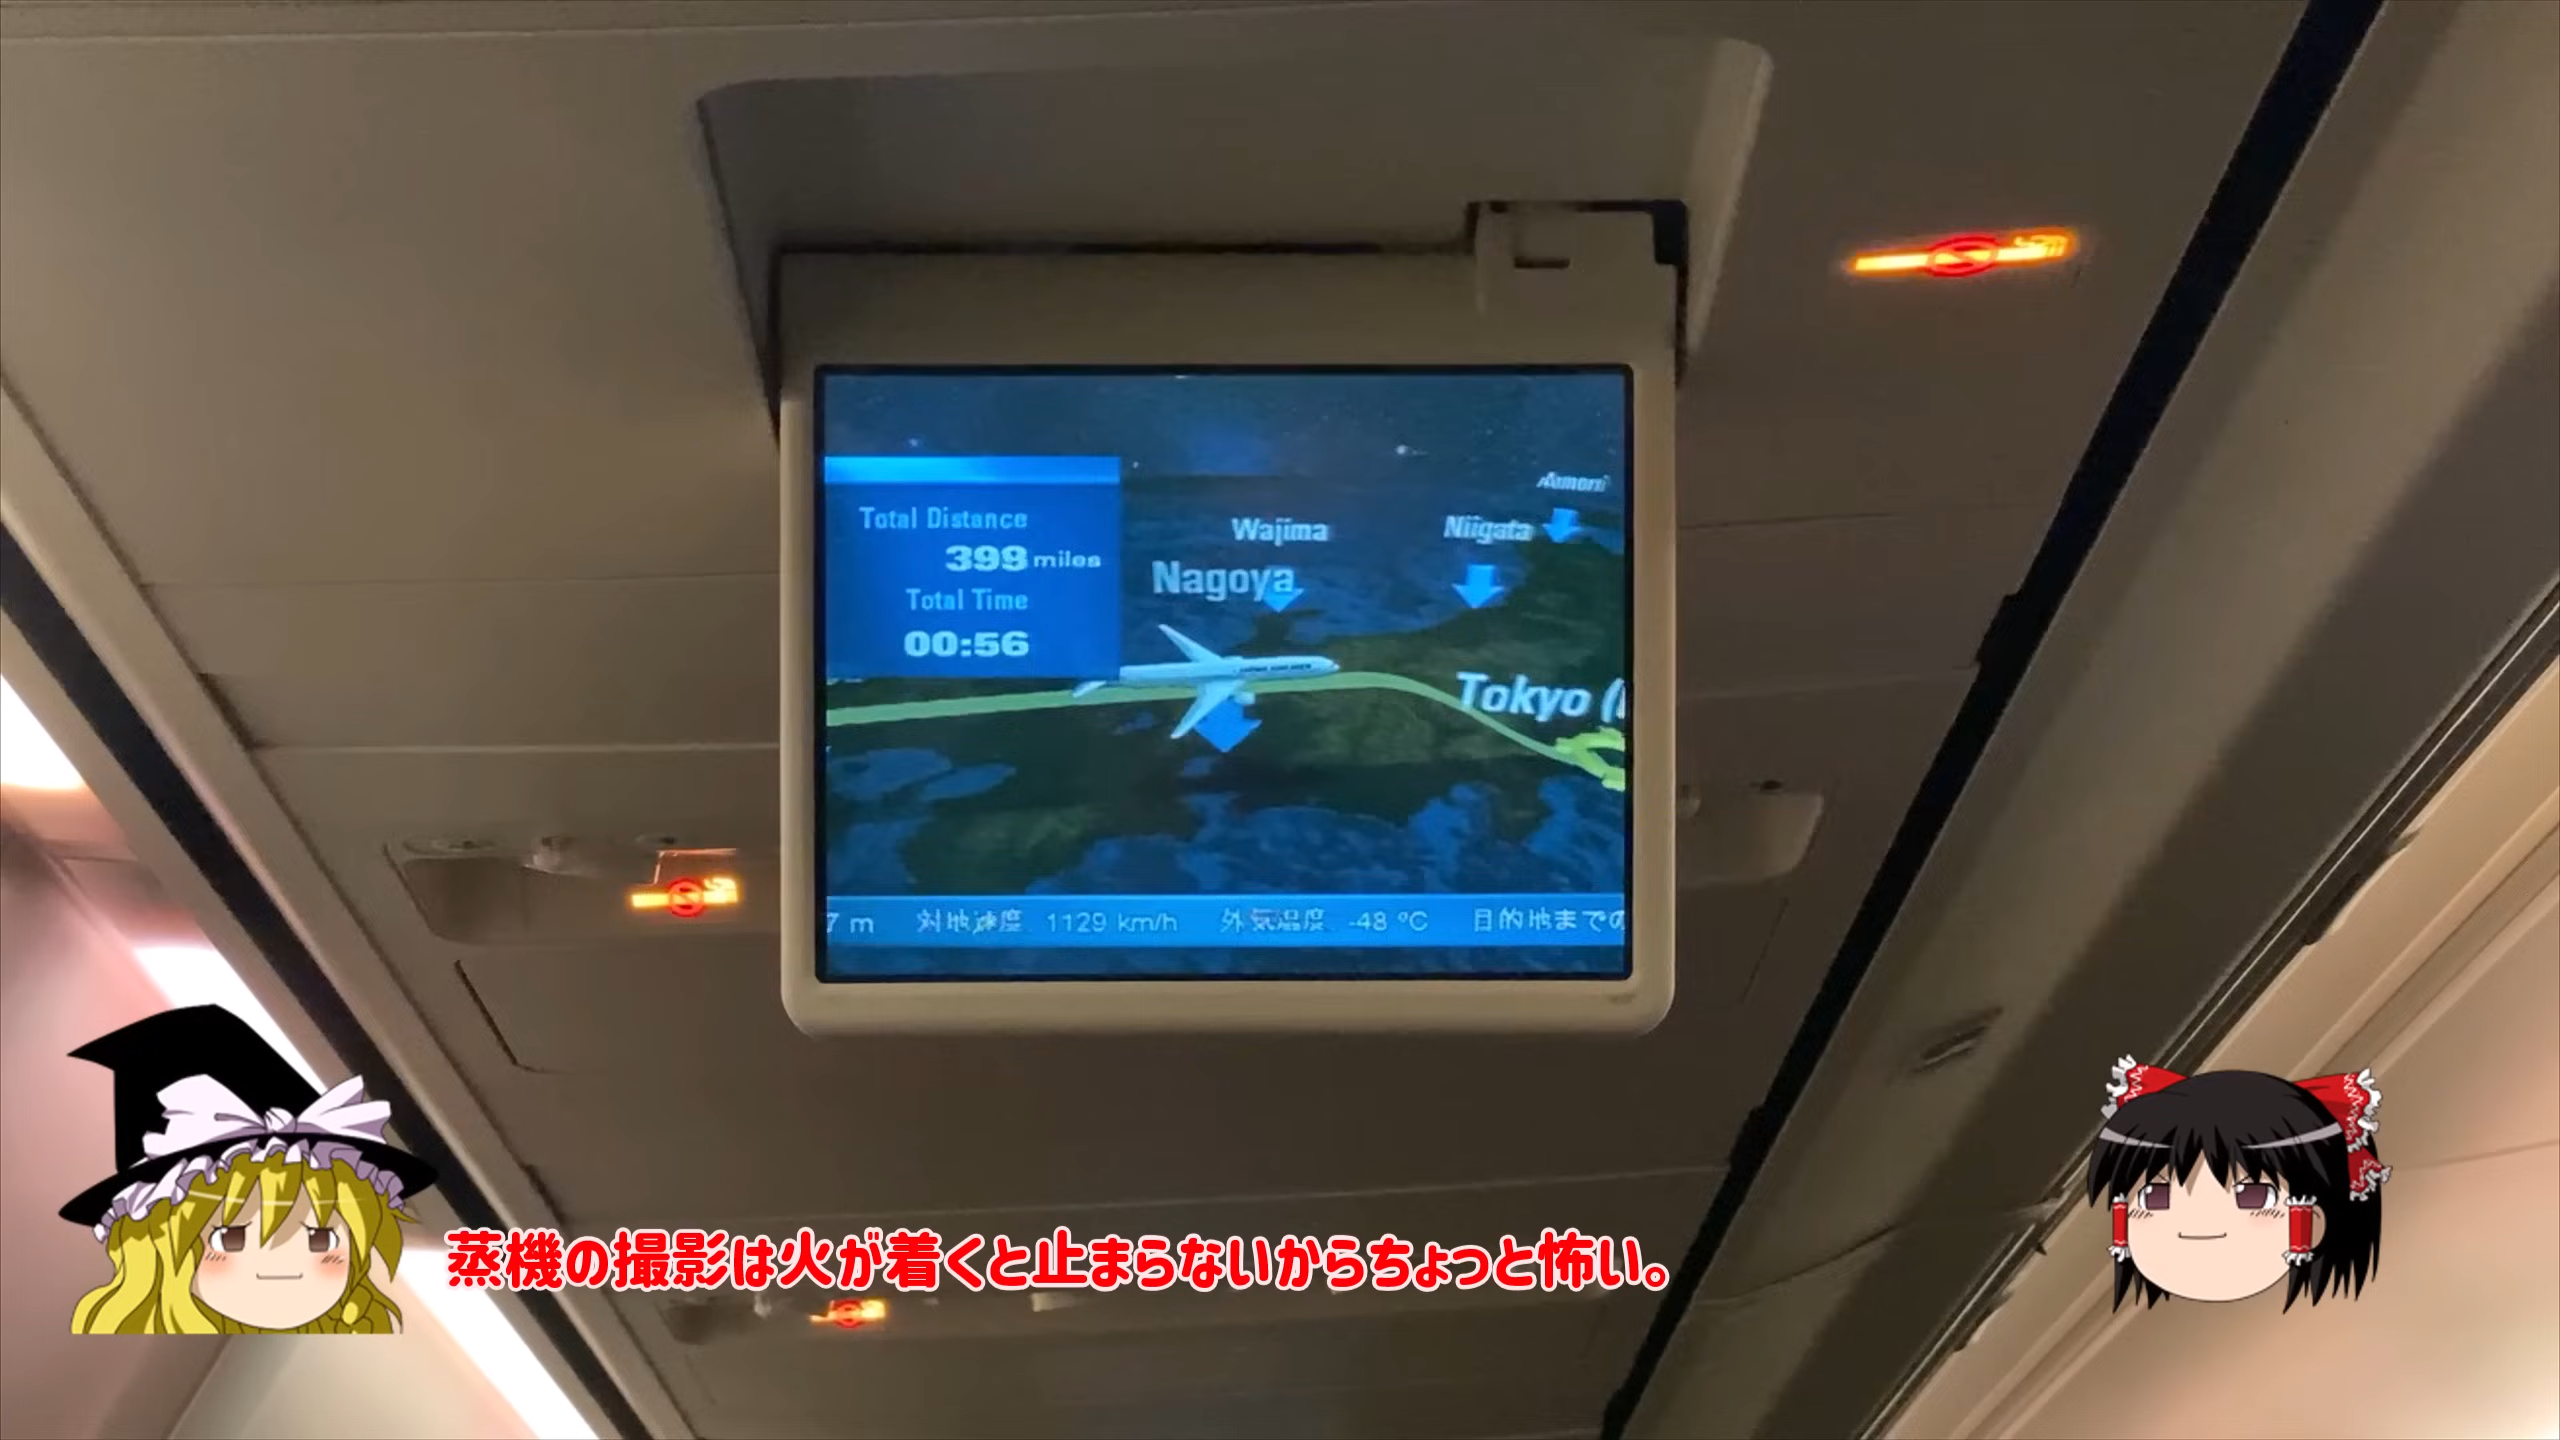 Aomori
Wajima
Niigata
Total Distance
399 miles
Nagoya
Total Time
00:56
Tokyo (
7 m 対地速度 1129 km/h 外気温度 -48 ºC 目的地までの
蒸機の撮影は火が着くと止まらないからちょっと怖い。